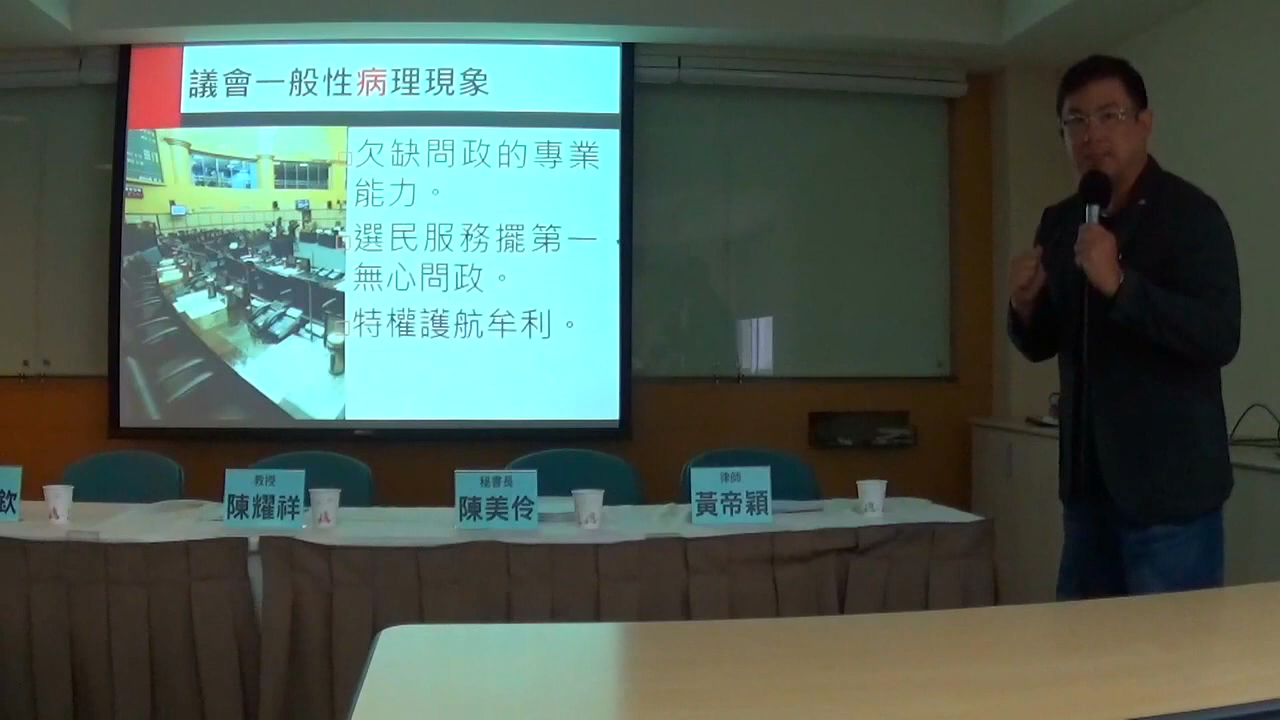 議會一般性病理現象
欠缺問政的專業
能力。
選民服務擺第一
無心問政。
特權護航牟利。
欽
教授
陳耀祥
秘書長
陳美伶
律師
黃帝穎